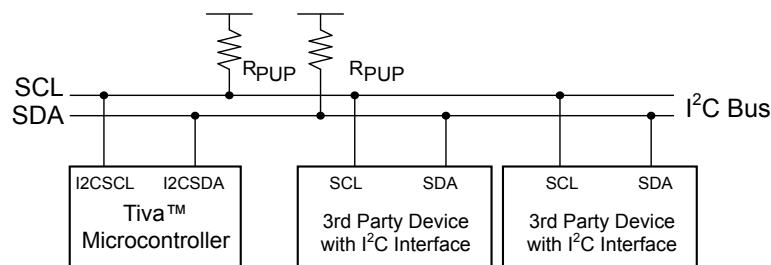 RPUP RPUP
SCL
SDA
I²C Bus
I2CSCL I2CSDA
Tiva™
Microcontroller
SCL SDA
3rd Party Device
with I²C Interface
SCL SDA
3rd Party Device
with I²C Interface